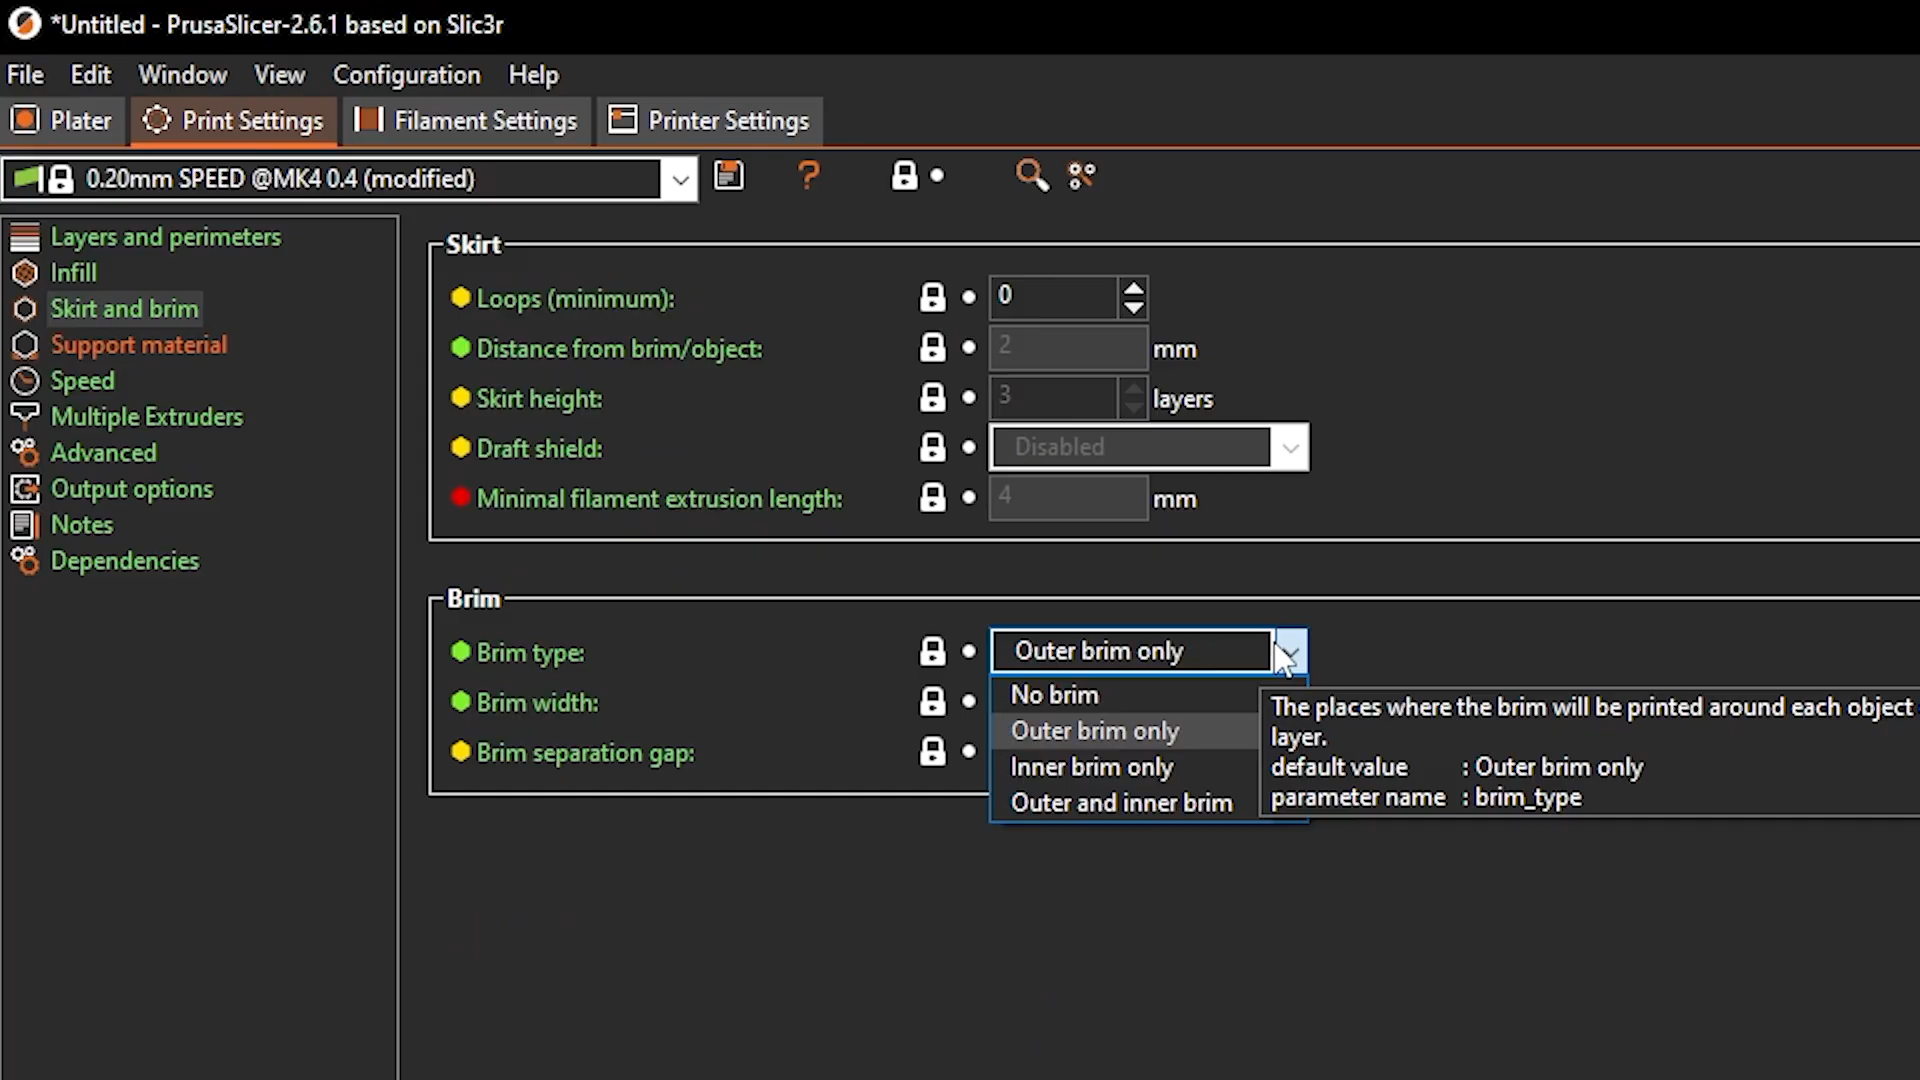 *Untitled - PrusaSlicer-2.6.1 based on Slic3r
File Edit Window View Configuration Help
Plater Print Settings Filament Settings Printer Settings
0.20mm SPEED @MK4 0.4 (modified)
Layers and perimeters
Infill
Skirt and brim
Support material
Speed
Multiple Extruders
Advanced
Output options
Notes
Dependencies
Skirt
Loops (minimum): 0
Distance from brim/object: 2 mm
Skirt height: 3 layers
Draft shield: Disabled
Minimal filament extrusion length: 4 mm
Brim
Brim type: Outer brim only
Brim width:
Brim separation gap:
No brim
Outer brim only
Inner brim only
Outer and inner brim
The places where the brim will be printed around each object
layer.
default value : Outer brim only
parameter name : brim_type